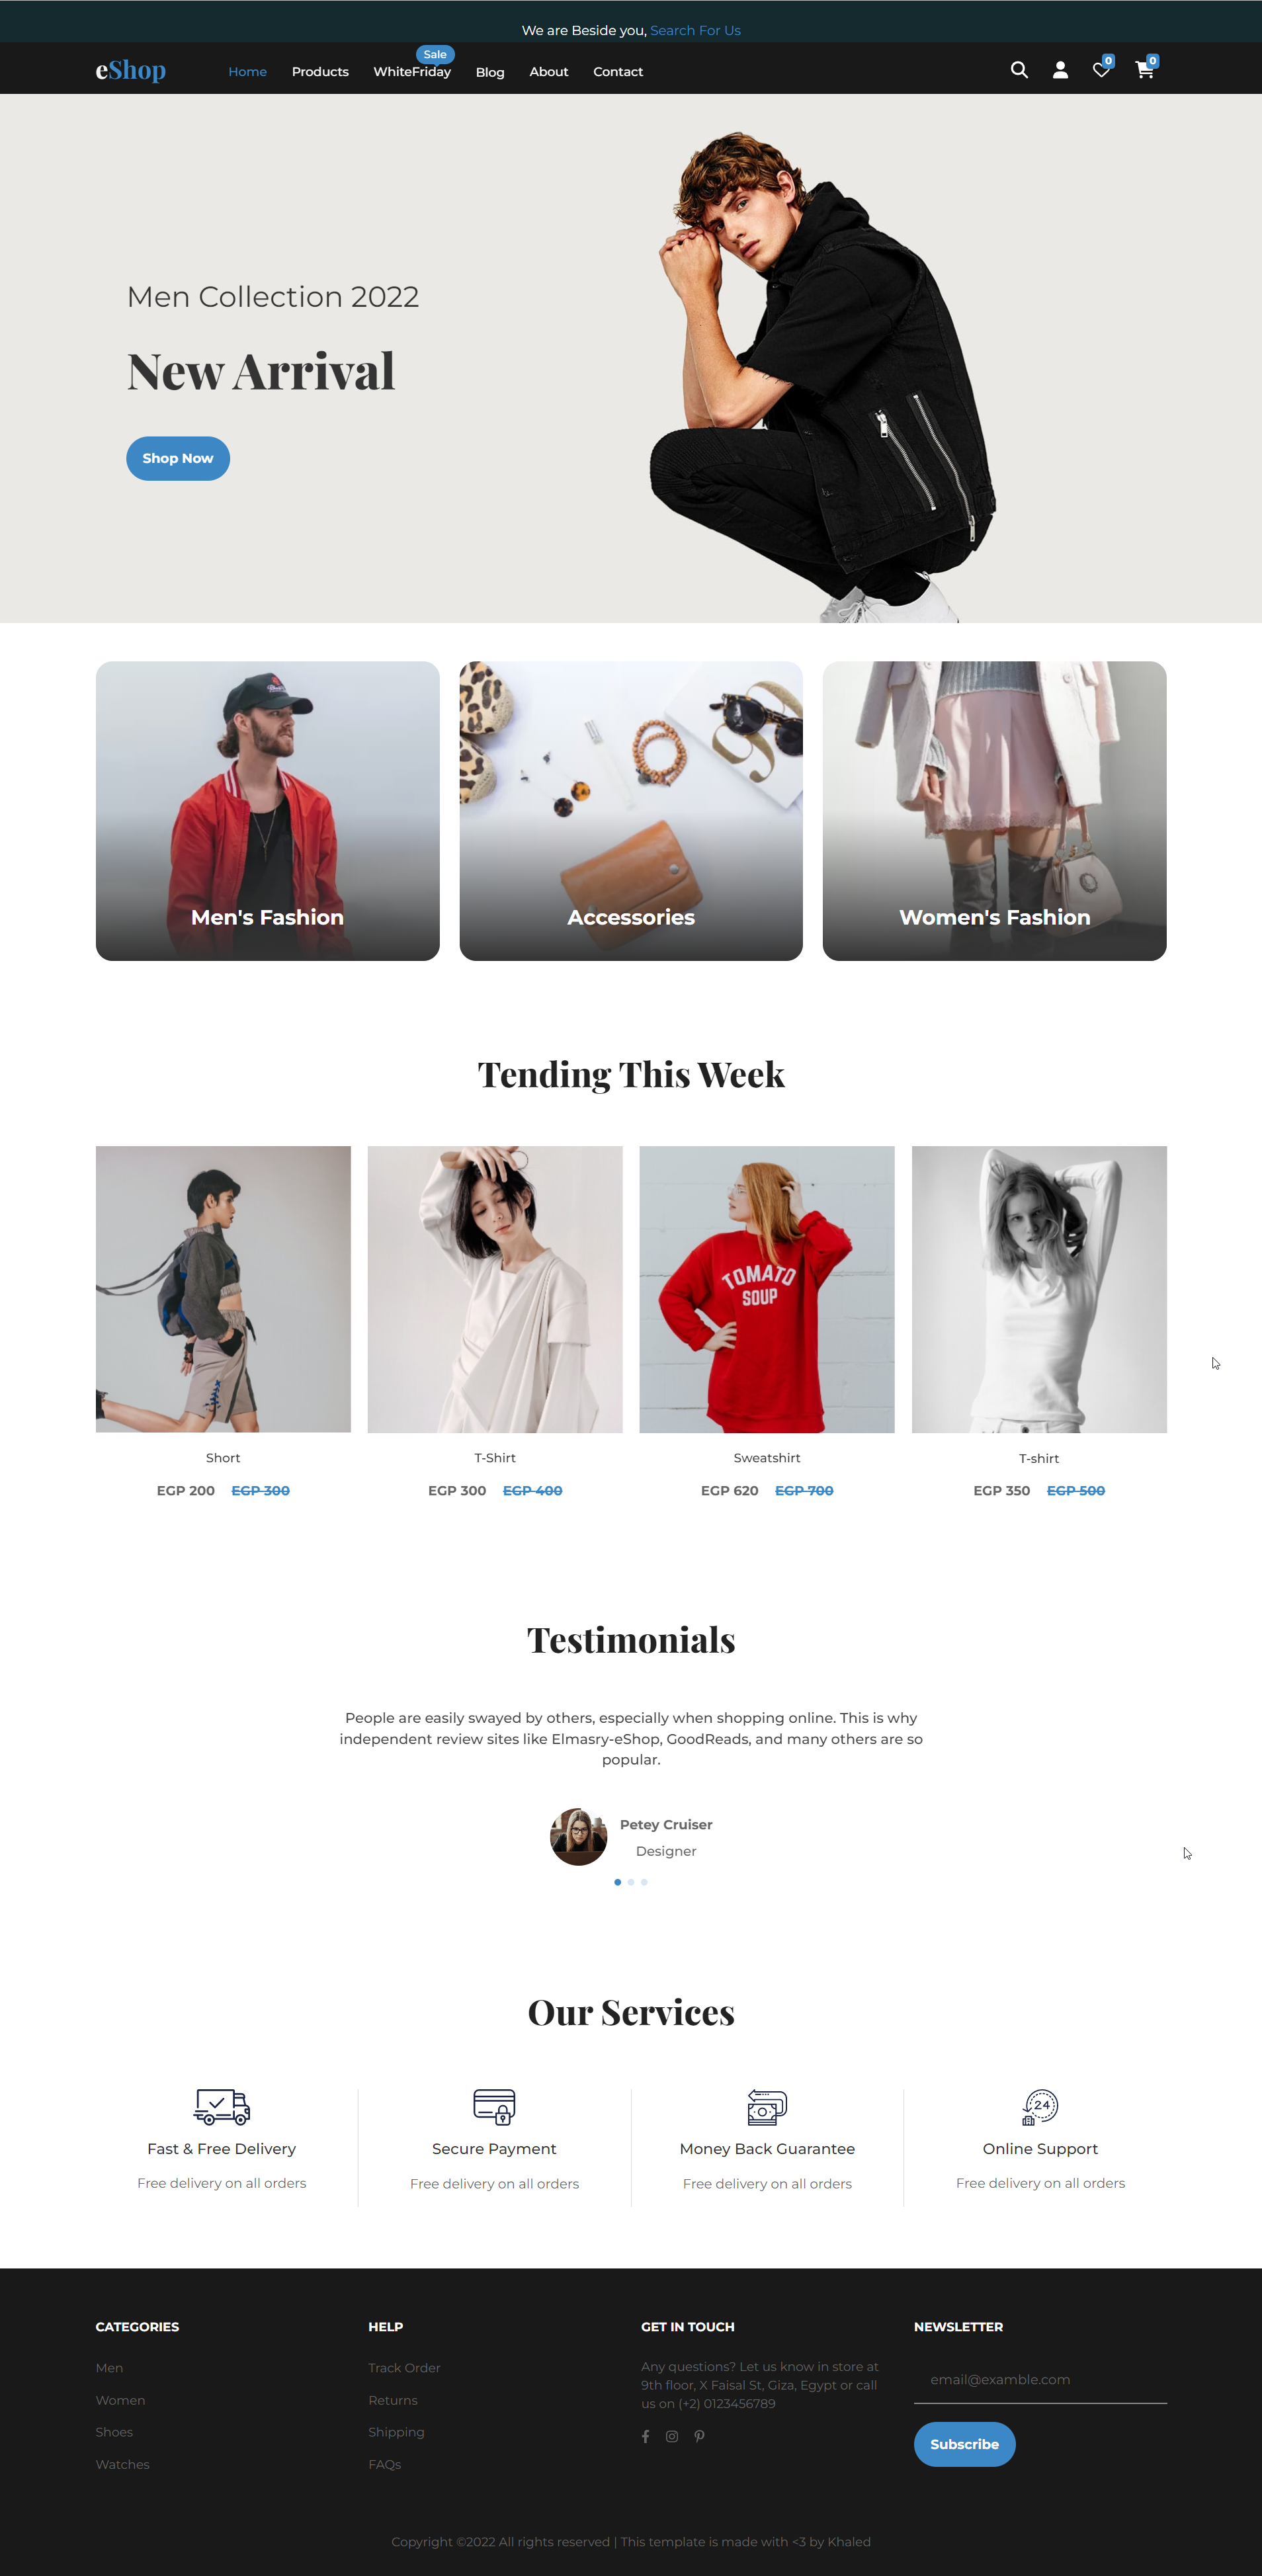 We are Beside you, Search For Us
eShop
Home
Products
Sale
WhiteFriday
Blog
About
Contact
0
0
Men Collection 2022
New Arrival
Shop Now
Men's Fashion
Accessories
Women's Fashion
Tending This Week
TOMATO
SOUP
Short
T-Shirt
Sweatshirt
T-shirt
EGP 200 EGP 300
EGP 300 EGP 400
EGP 620 EGP 700
EGP 350 EGP 500
Testimonials
People are easily swayed by others, especially when shopping online. This is why
independent review sites like Elmasry-eShop, GoodReads, and many others are so
popular.
Petey Cruiser
Designer
Our Services
24
Fast & Free Delivery
Free delivery on all orders
Secure Payment
Free delivery on all orders
Money Back Guarantee
Free delivery on all orders
Online Support
Free delivery on all orders
CATEGORIES
Men
Women
Shoes
Watches
HELP
Track Order
Returns
Shipping
FAQs
GET IN TOUCH
Any questions? Let us know in store at
9th floor, X Faisal St, Giza, Egypt or call
us on (+2) 0123456789
NEWSLETTER
email@examble.com
Subscribe
Copyright ©2022 All rights reserved | This template is made with <3 by Khaled